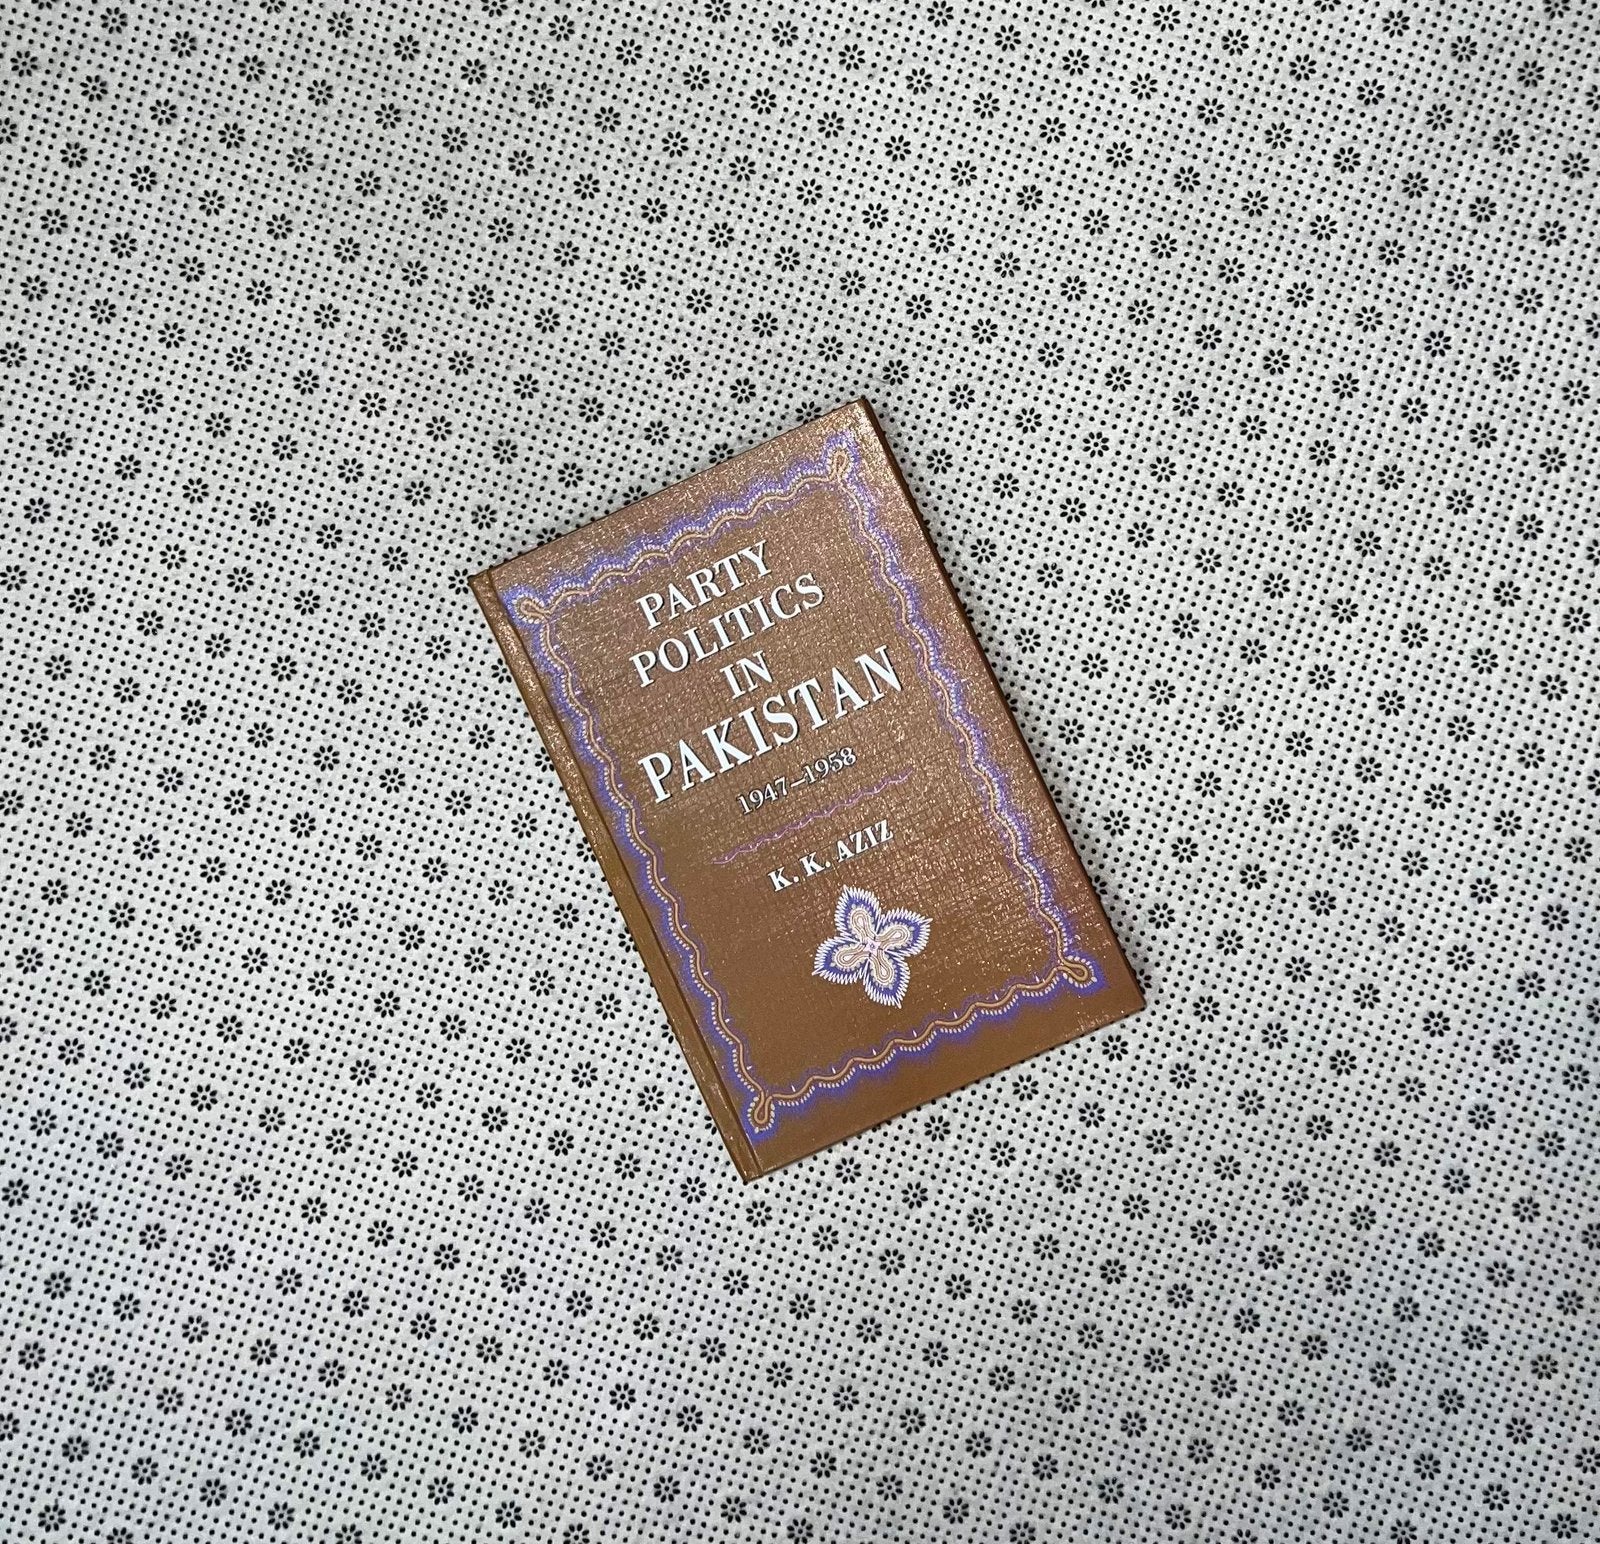 PARTY
POLITICS
IN
PAKISTAN
1947–1958
K. K. AZIZ